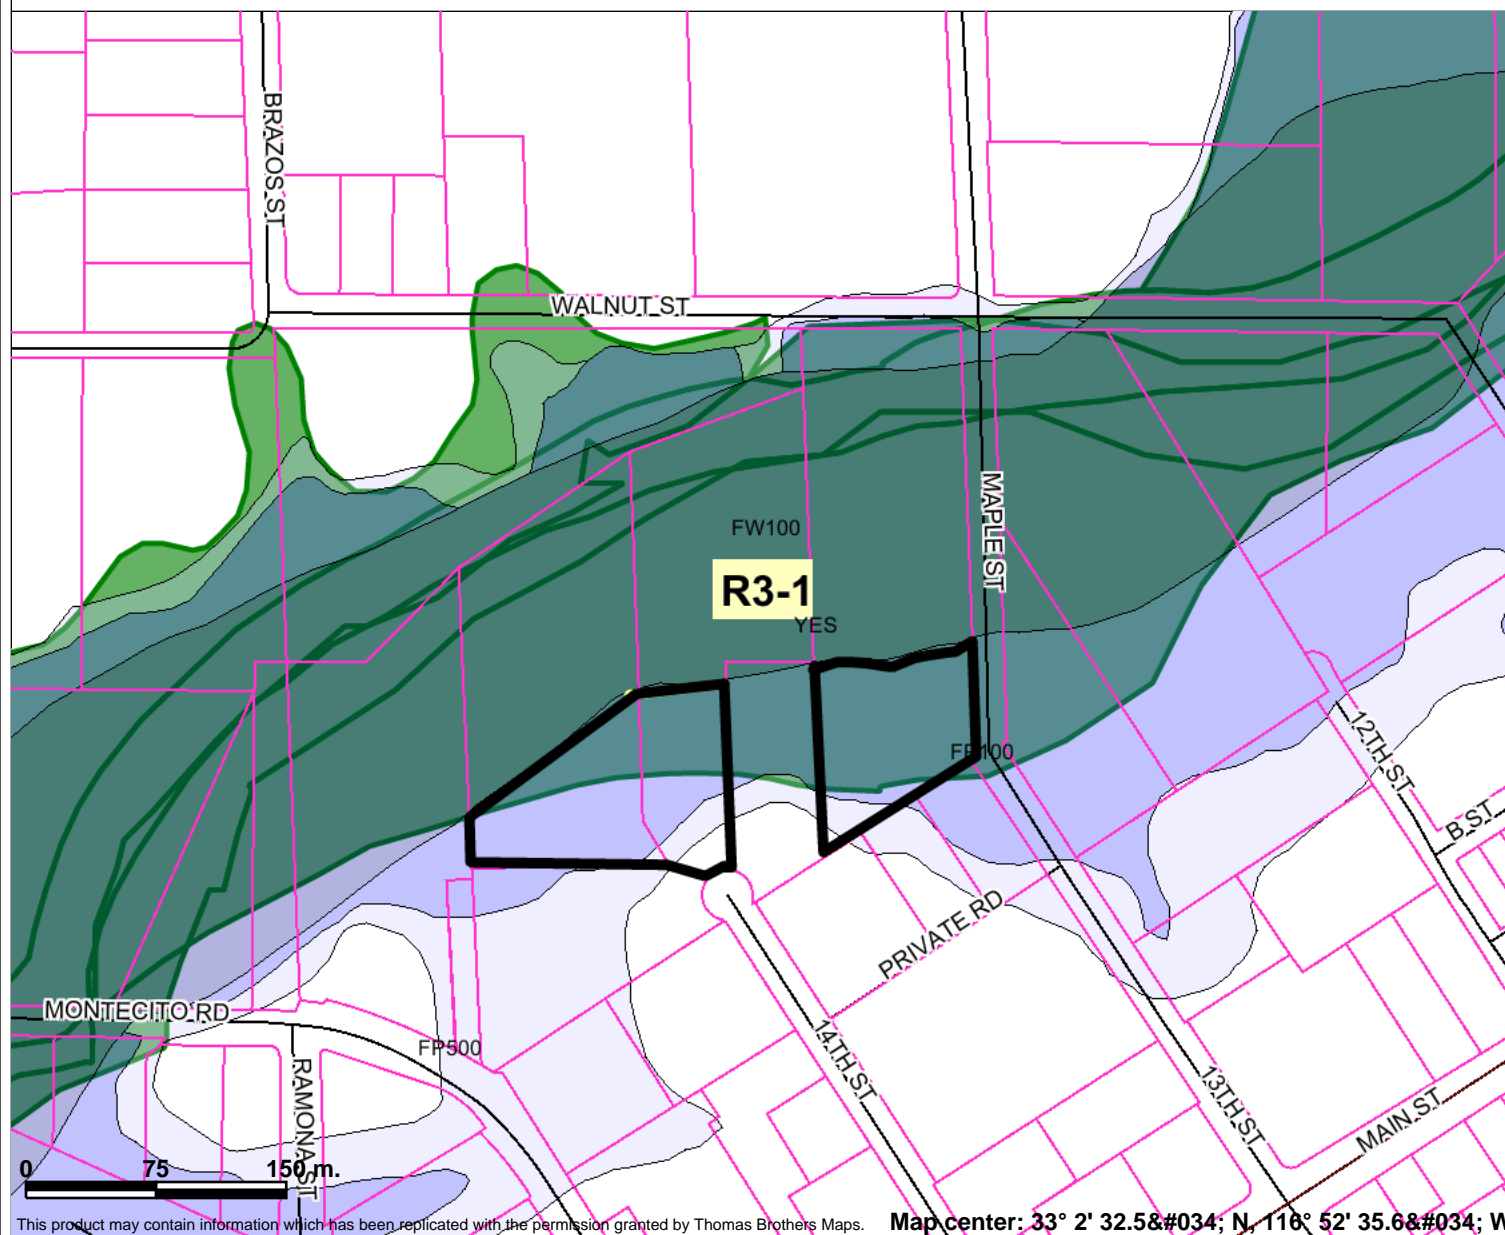 BRAZOS ST
WALNUT ST
MAPLE ST
FW100
R3-1
YES
FP100
12TH ST
B ST
PRIVATE RD
MONTECITO RD
FP500
RAMONA ST
14TH ST
13TH ST
MAIN ST
0 75 150 m.
This product may contain information which has been replicated with the permission granted by Thomas Brothers Maps.
Map center: 33° 2' 32.5&#034; N, 116° 52' 35.6&#034; W